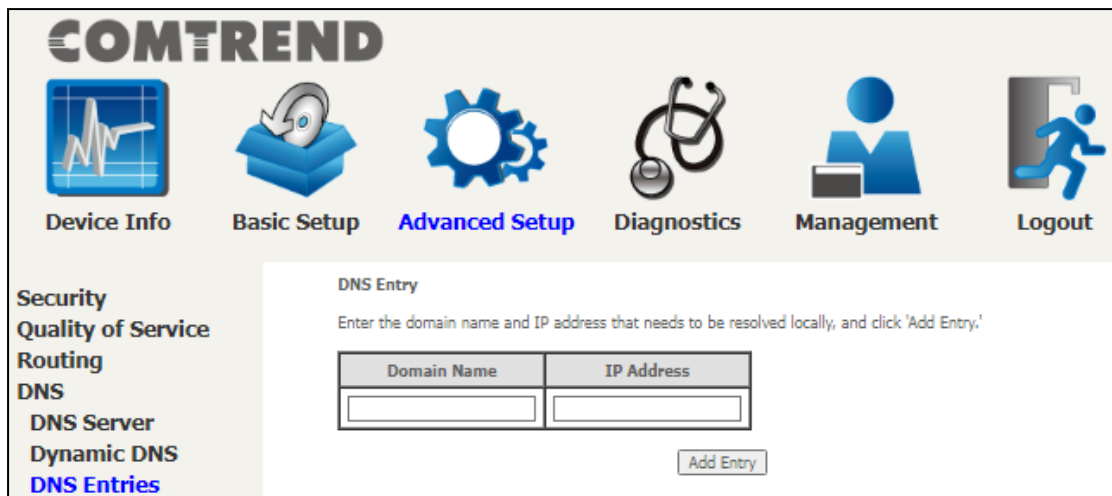 COMTREND
Device Info Basic Setup Advanced Setup Diagnostics Management Logout
Security
Quality of Service
Routing
DNS
DNS Server
Dynamic DNS
DNS Entries
DNS Entry
Enter the domain name and IP address that needs to be resolved locally, and click 'Add Entry.'
Domain Name IP Address
Add Entry